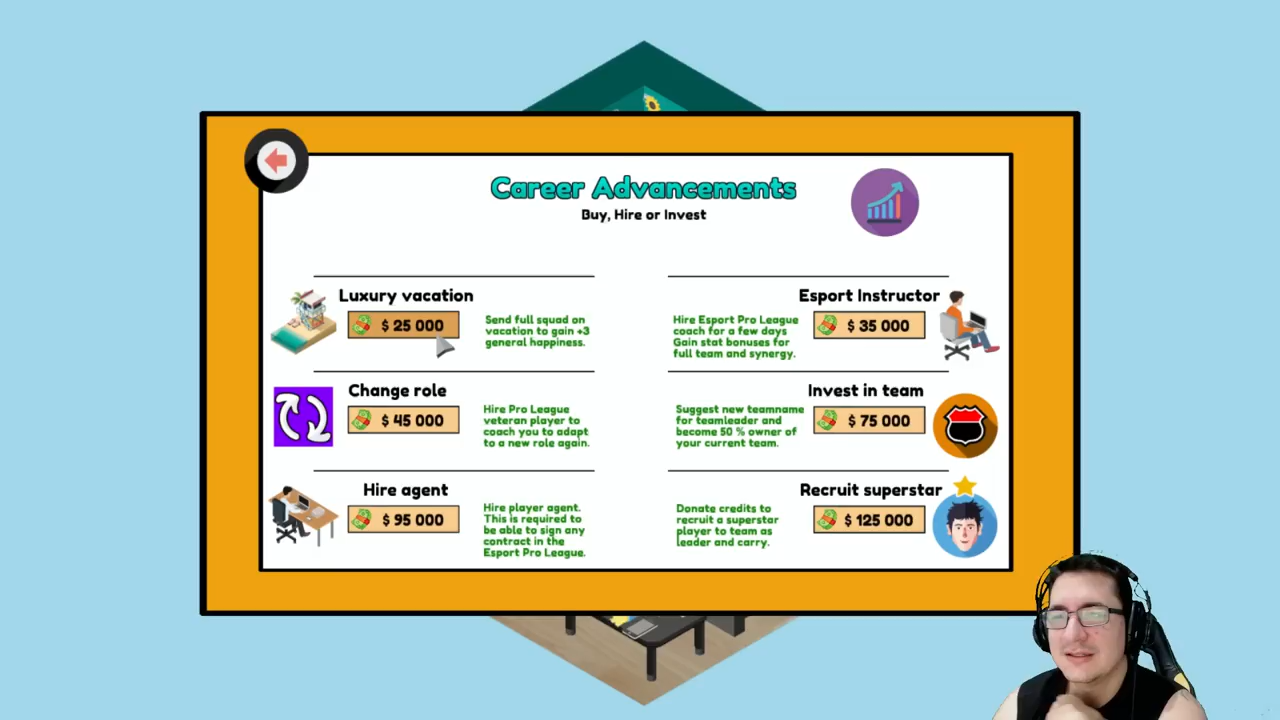 Career Advancements
Buy, Hire or Invest
Luxury vacation
$ 25 000
Send full squad on
vacation to gain +3
general happiness.
Esport Instructor
$ 35 000
Hire Esport Pro League
coach for a few days
Gain stat bonuses for
full team and synergy.
Change role
$ 45 000
Hire Pro League
veteran player to
coach you to adapt
to a new role again.
Invest in team
$ 75 000
Suggest new teamname
for teamleader and
become 50 % owner of
your current team.
Hire agent
$ 95 000
Hire player agent.
This is required to
be able to sign any
contract in the
Esport Pro League.
Recruit superstar
$ 125 000
Donate credits to
recruit a superstar
player to team as
leader and carry.